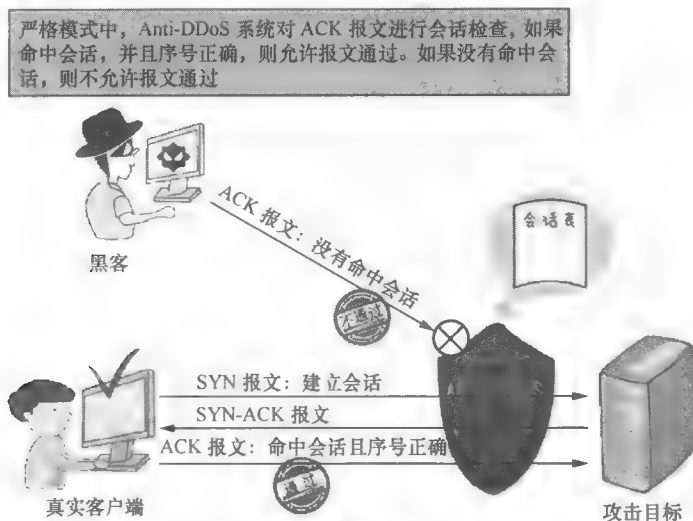 严格模式中，Anti-DDoS 系统对 ACK 报文进行会话检查，如果
命中会话，并且序号正确，则允许报文通过。如果没有命中会
话，则不允许报文通过
ACK 报文：没有命中会话
会话表
黑客
不通过
SYN 报文：建立会话
SYN-ACK 报文
ACK 报文：命中会话且序号正确
通过
真实客户端
攻击目标